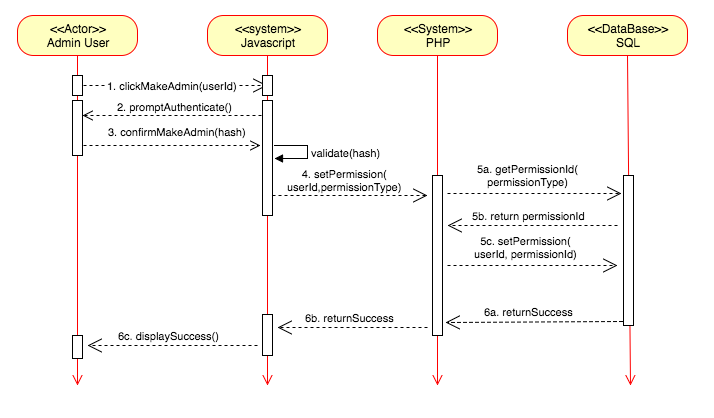 <<Actor>>
Admin User
<<system>>
Javascript
<<System>>
PHP
<<DataBase>>
SQL
1. clickMakeAdmin(userId)
2. promptAuthenticate()
3. confirmMakeAdmin(hash)
validate(hash)
4. setPermission(
userId,permissionType)
5a. getPermissionId(
permissionType)
5b. return permissionId
5c. setPermission(
userId, permissionId)
6a. returnSuccess
6b. returnSuccess
6c. displaySuccess()